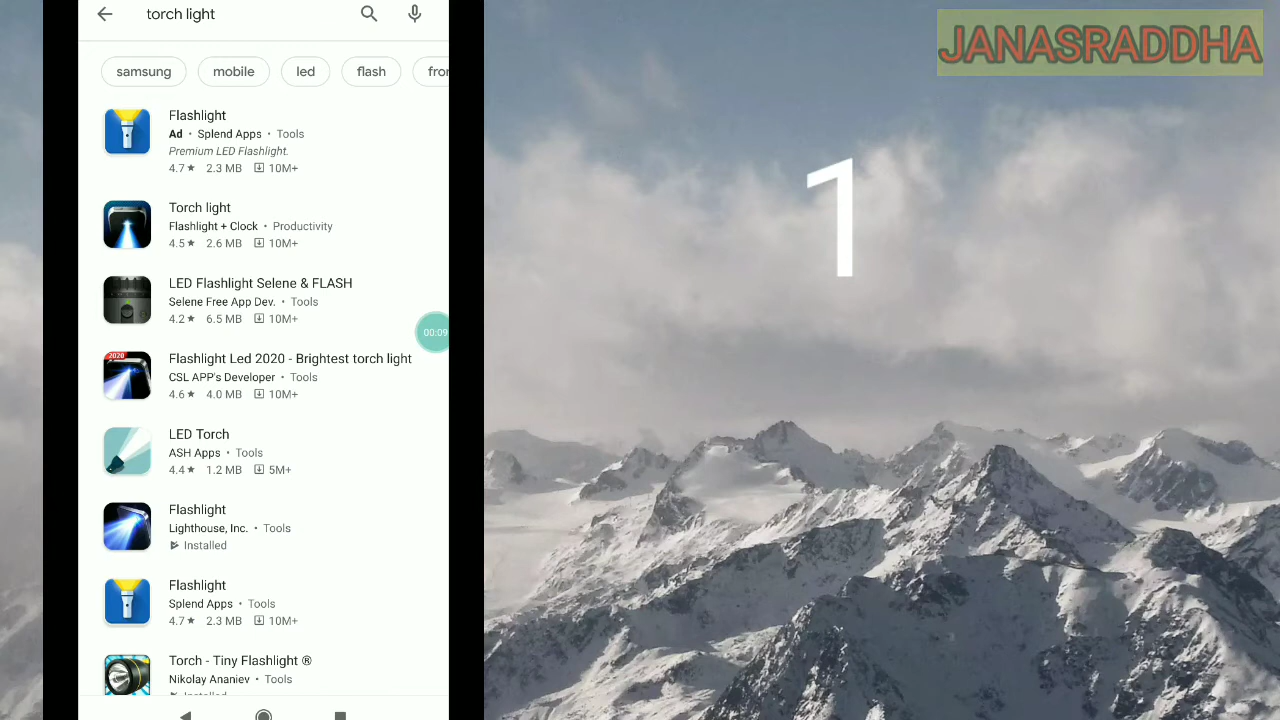 torch light
samsung
mobile
led
flash
Flashlight
Ad • Splend Apps • Tools
Premium LED Flashlight.
4.7★ 2.3 MB 10M+
Torch light
Flashlight + Clock • Productivity
4.5★ 2.6 MB 10M+
LED Flashlight Selene & FLASH
Selene Free App Dev. • Tools
4.2★ 6.5 MB 10M+
00:09
2020
Flashlight Led 2020 - Brightest torch light
CSL APP's Developer • Tools
4.6★ 4.0 MB 10M+
LED Torch
ASH Apps • Tools
4.4★ 1.2 MB 5M+
Flashlight
Lighthouse, Inc. • Tools
Installed
Flashlight
Splend Apps • Tools
4.7★ 2.3 MB 10M+
Torch - Tiny Flashlight ®
Nikolay Ananiev • Tools
JANASRADDHA
1